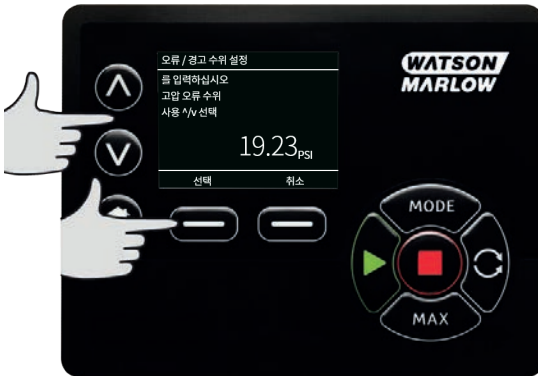 오류 / 경고 수위 설정
를 입력하십시오
고압 오류 수위
사용 ^/v 선택
19.23PSI
선택 취소
WATSON
MARLOW
MODE
MAX